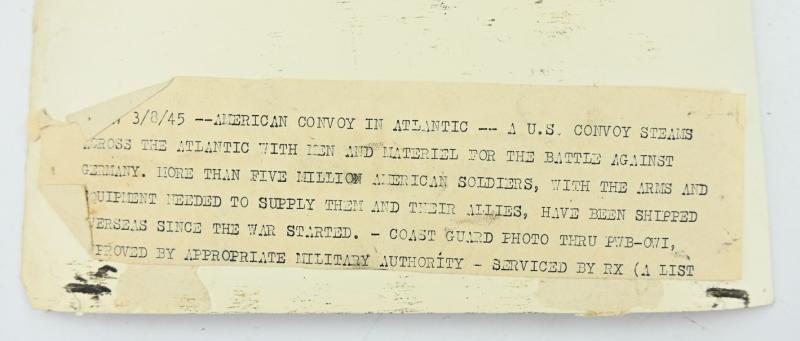 3/8/45 --AMERICAN CONVOY IN ATLANTIC -- A U.S. CONVOY STEAMS
ACROSS THE ATLANTIC WITH MEN AND MATERIEL FOR THE BATTLE AGAINST
GERMANY. MORE THAN FIVE MILLION AMERICAN SOLDIERS, WITH THE ARMS AND
EQUIPMENT NEEDED TO SUPPLY THEM AND THEIR ALLIES, HAVE BEEN SHIPPED
OVERSEAS SINCE THE WAR STARTED. - COAST GUARD PHOTO THRU PWB-OWI,
PROVED BY APPROPRIATE MILITARY AUTHORITY - SERVICED BY RX (A LIST